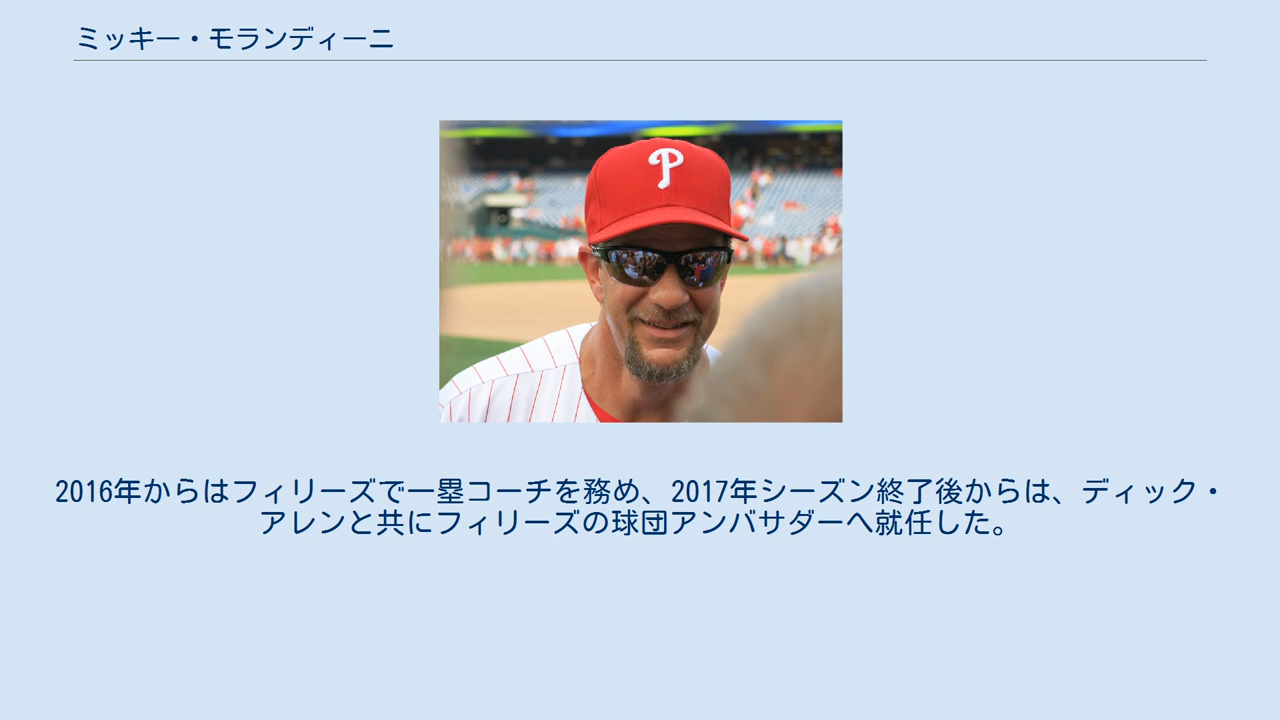 ミッキー・モランディーニ
P
2016年からはフィリーズで一塁コーチを務め、2017年シーズン終了後からは、ディック・
アレンと共にフィリーズの球団アンバサダーへ就任した。